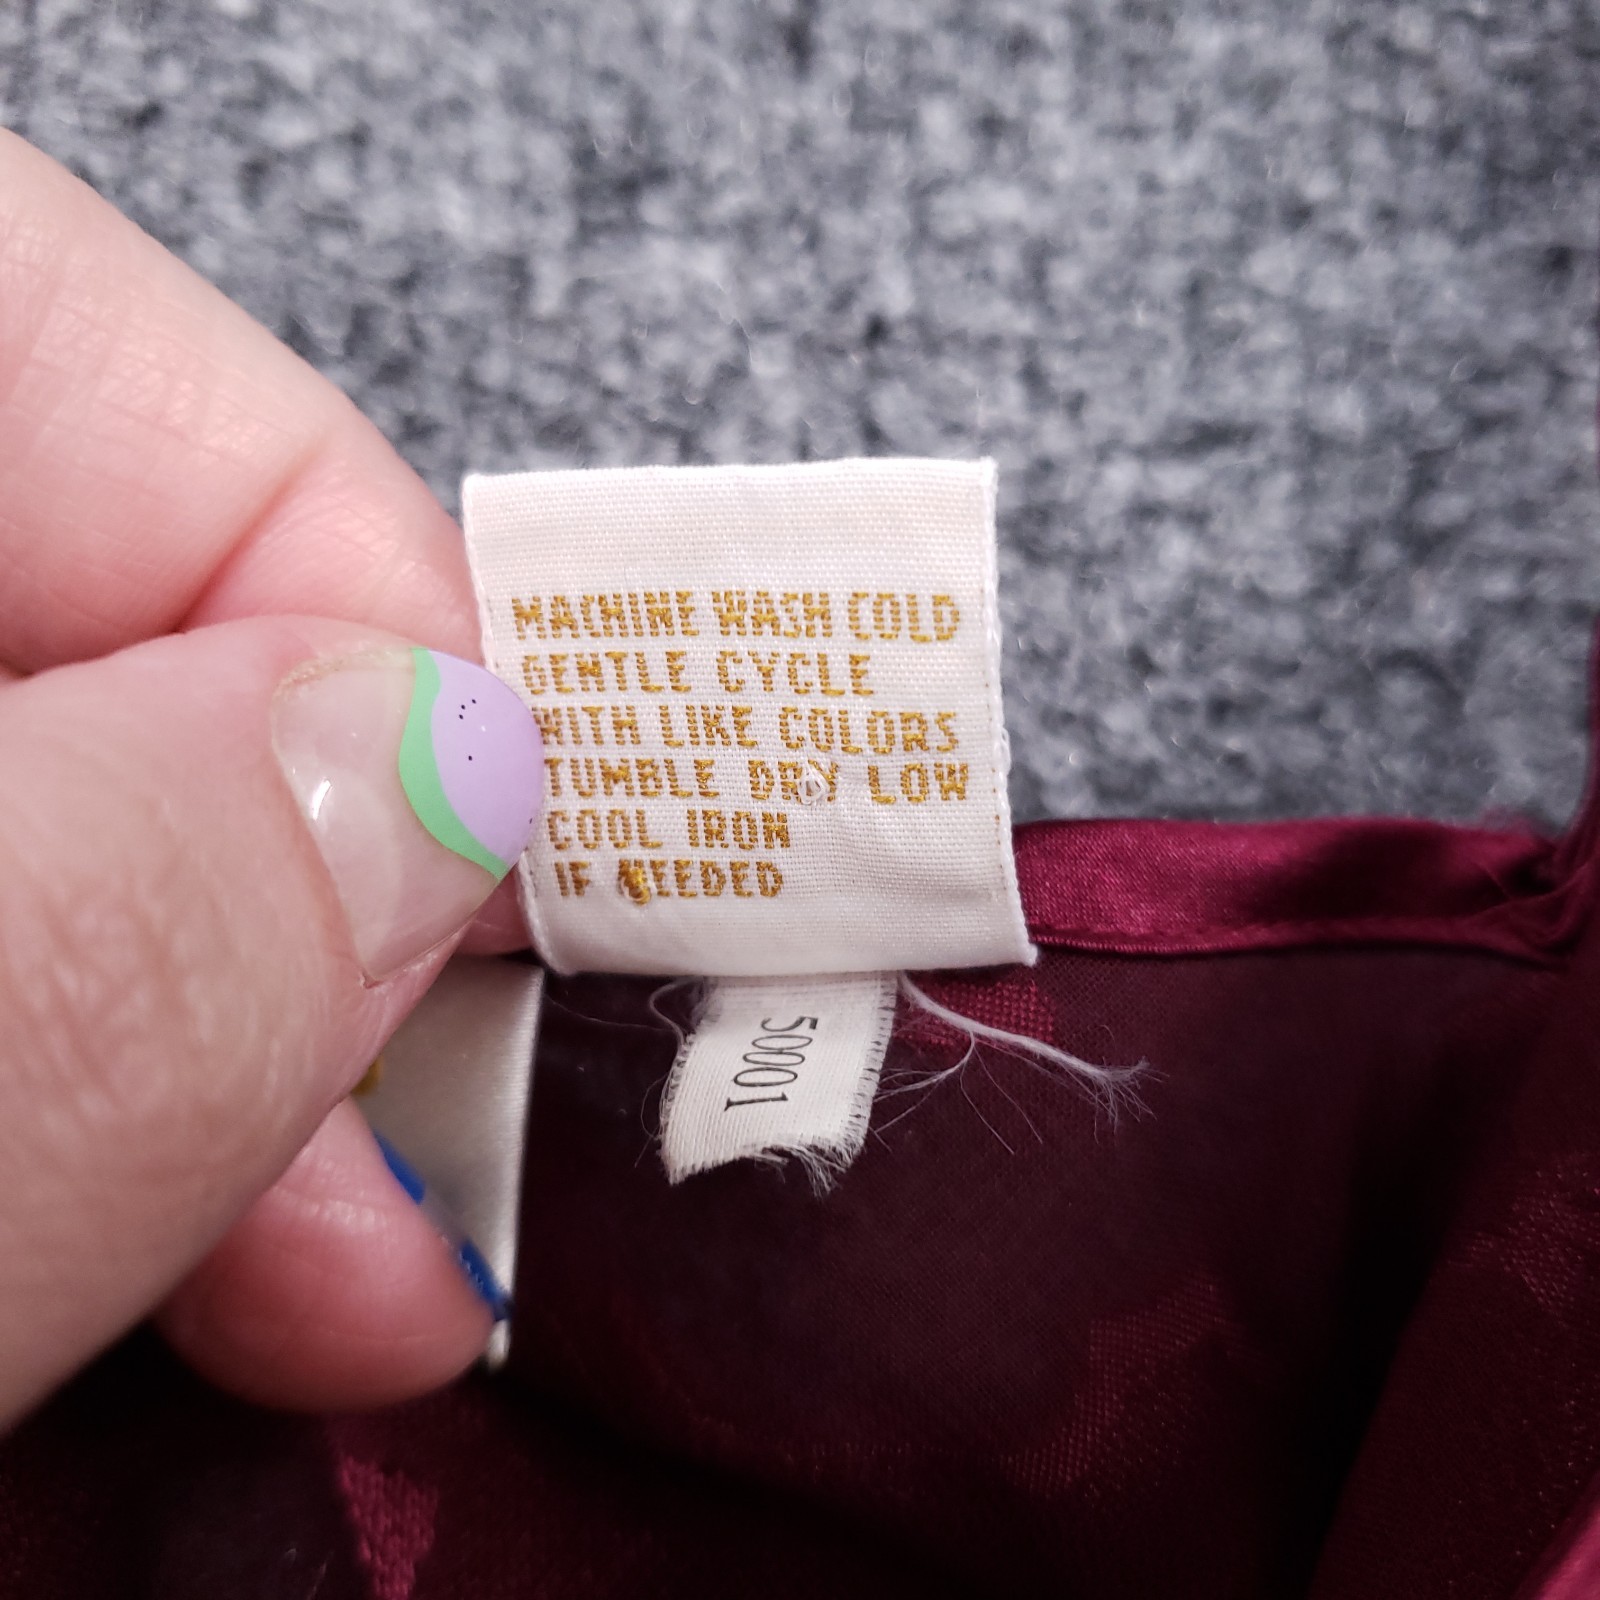 MACHINE WASH COLD
GENTLE CYCLE
WITH LIKE COLORS
TUMBLE DRY LOW
COOL IRON
IF NEEDED
50001